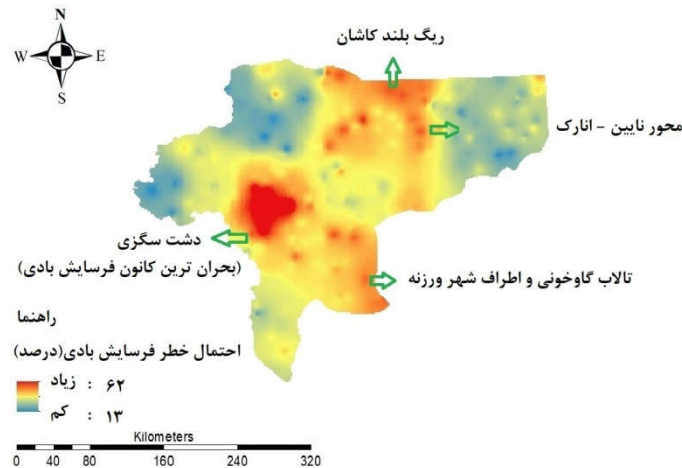 N
W E
S
ریگ بلند کاشان
محور نایین - انارک
دشت سگزی
(بحران ترین کانون فرسایش بادی)
تالاب گاوخونی و اطراف شهر ورزنه
راهنما
احتمال خطر فرسایش بادی(درصد)
زیاد : ۶۲
کم : ۱۳
Kilometers
0 40 80 160 240 320